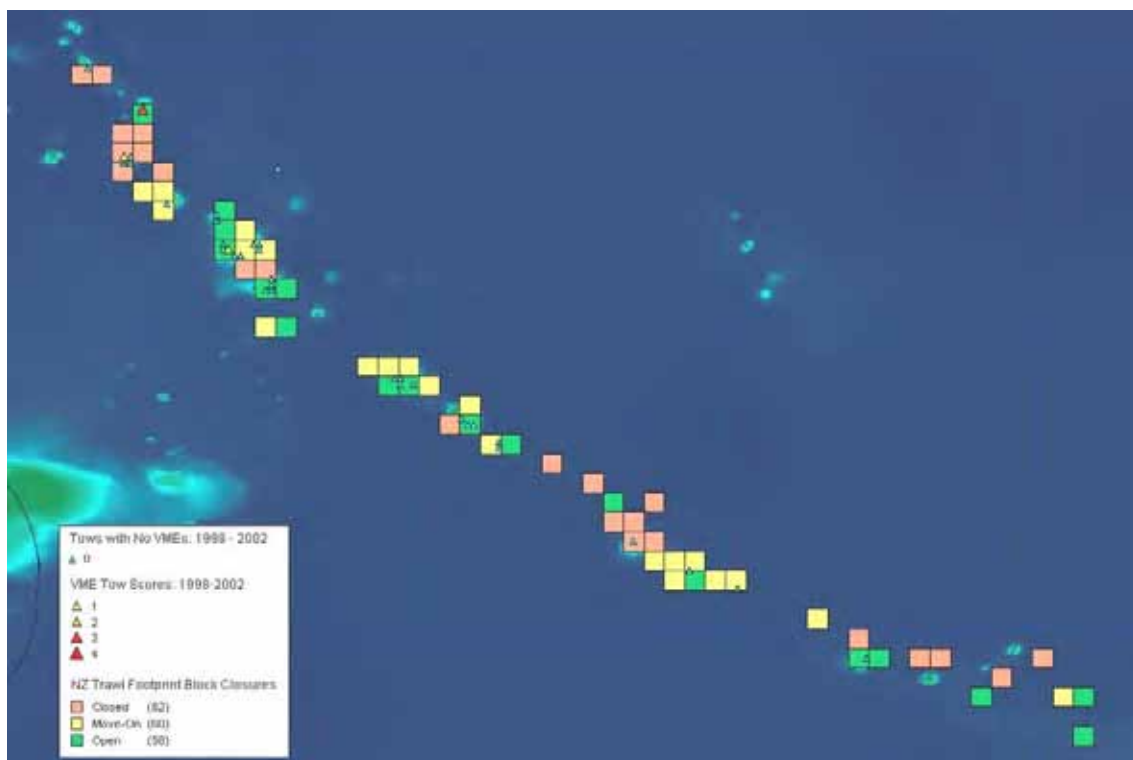 Tows with No VMEs: 1998 - 2002
0
VME Tow Scores: 1998-2002
1
2
3
4
NZ Trawl Footprint Block Closures
Closed (82)
Move-On (60)
Open (58)